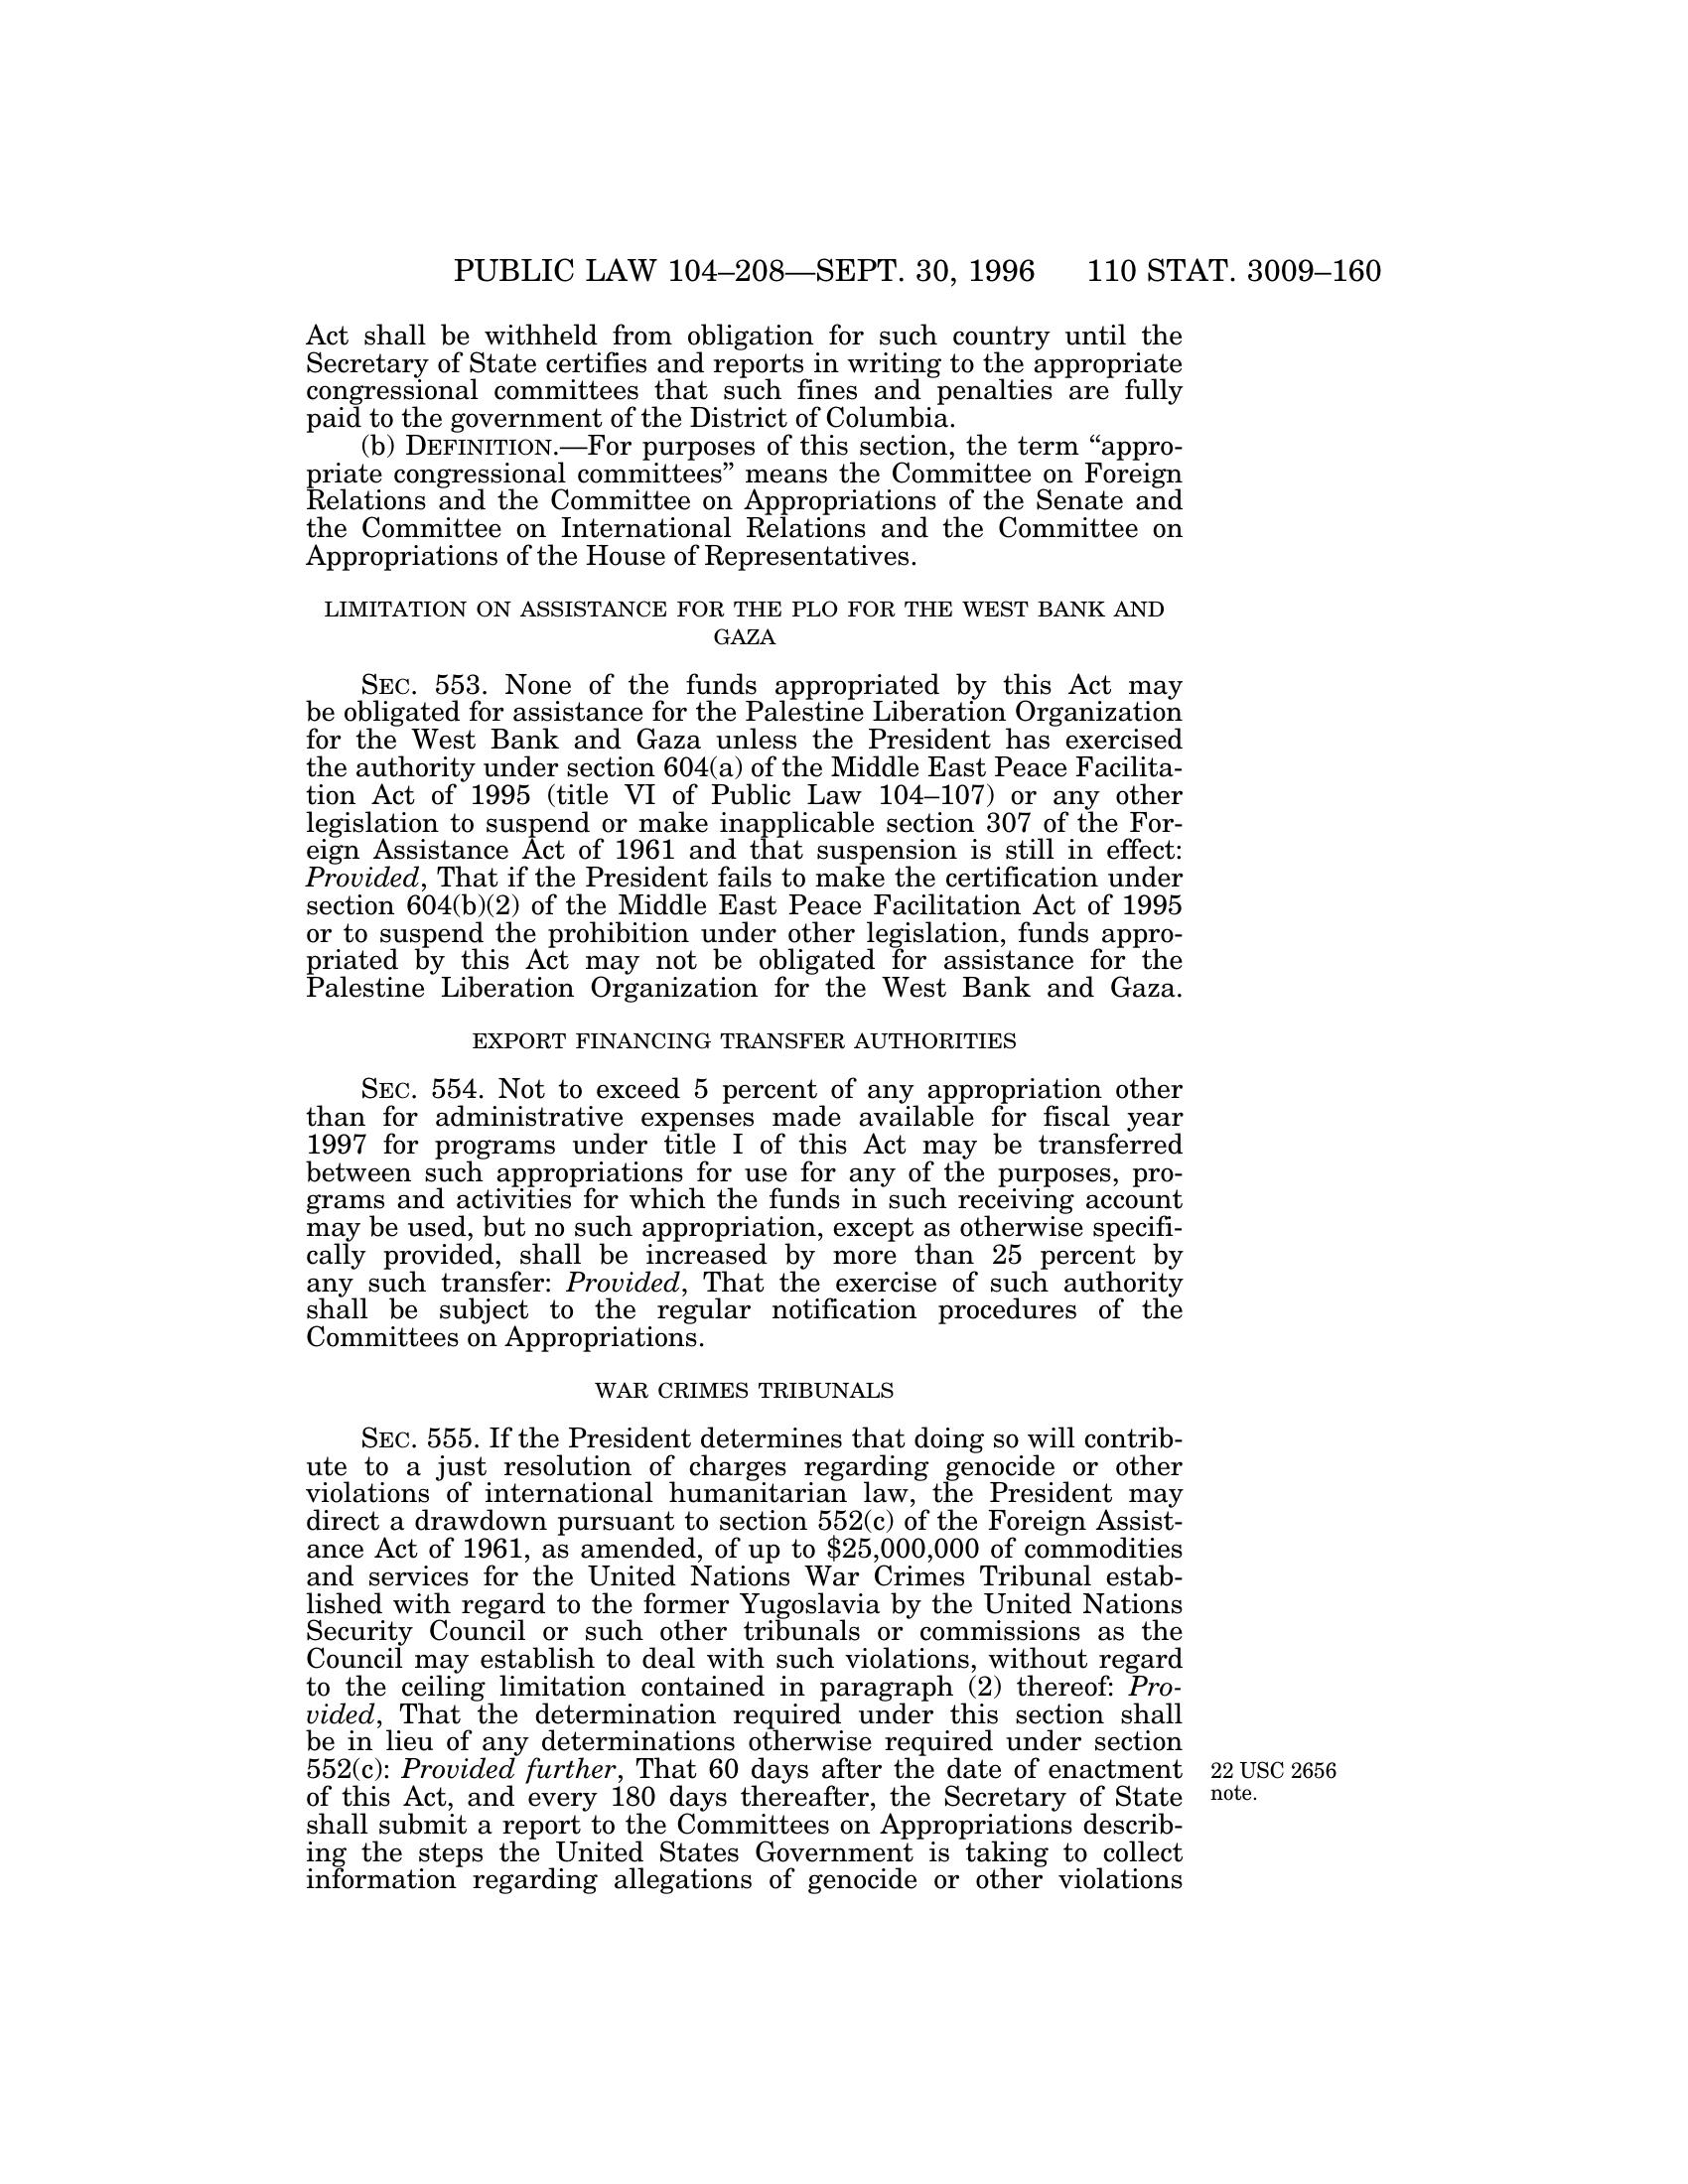 PUBLIC LAW 104–208—SEPT. 30, 1996 110 STAT. 3009–160
Act shall be withheld from obligation for such country until the
Secretary of State certifies and reports in writing to the appropriate
congressional committees that such fines and penalties are fully
paid to the government of the District of Columbia.
(b) DEFINITION.—For purposes of this section, the term “appro-
priate congressional committees” means the Committee on Foreign
Relations and the Committee on Appropriations of the Senate and
the Committee on International Relations and the Committee on
Appropriations of the House of Representatives.
LIMITATION ON ASSISTANCE FOR THE PLO FOR THE WEST BANK AND
GAZA
SEC. 553. None of the funds appropriated by this Act may
be obligated for assistance for the Palestine Liberation Organization
for the West Bank and Gaza unless the President has exercised
the authority under section 604(a) of the Middle East Peace Facilita-
tion Act of 1995 (title VI of Public Law 104–107) or any other
legislation to suspend or make inapplicable section 307 of the For-
eign Assistance Act of 1961 and that suspension is still in effect:
Provided, That if the President fails to make the certification under
section 604(b)(2) of the Middle East Peace Facilitation Act of 1995
or to suspend the prohibition under other legislation, funds appro-
priated by this Act may not be obligated for assistance for the
Palestine Liberation Organization for the West Bank and Gaza.
EXPORT FINANCING TRANSFER AUTHORITIES
SEC. 554. Not to exceed 5 percent of any appropriation other
than for administrative expenses made available for fiscal year
1997 for programs under title I of this Act may be transferred
between such appropriations for use for any of the purposes, pro-
grams and activities for which the funds in such receiving account
may be used, but no such appropriation, except as otherwise specifi-
cally provided, shall be increased by more than 25 percent by
any such transfer: Provided, That the exercise of such authority
shall be subject to the regular notification procedures of the
Committees on Appropriations.
WAR CRIMES TRIBUNALS
SEC. 555. If the President determines that doing so will contrib-
ute to a just resolution of charges regarding genocide or other
violations of international humanitarian law, the President may
direct a drawdown pursuant to section 552(c) of the Foreign Assist-
ance Act of 1961, as amended, of up to $25,000,000 of commodities
and services for the United Nations War Crimes Tribunal estab-
lished with regard to the former Yugoslavia by the United Nations
Security Council or such other tribunals or commissions as the
Council may establish to deal with such violations, without regard
to the ceiling limitation contained in paragraph (2) thereof: Pro-
vided, That the determination required under this section shall
be in lieu of any determinations otherwise required under section
552(c): Provided further, That 60 days after the date of enactment
of this Act, and every 180 days thereafter, the Secretary of State
shall submit a report to the Committees on Appropriations describ-
ing the steps the United States Government is taking to collect
information regarding allegations of genocide or other violations
22 USC 2656
note.